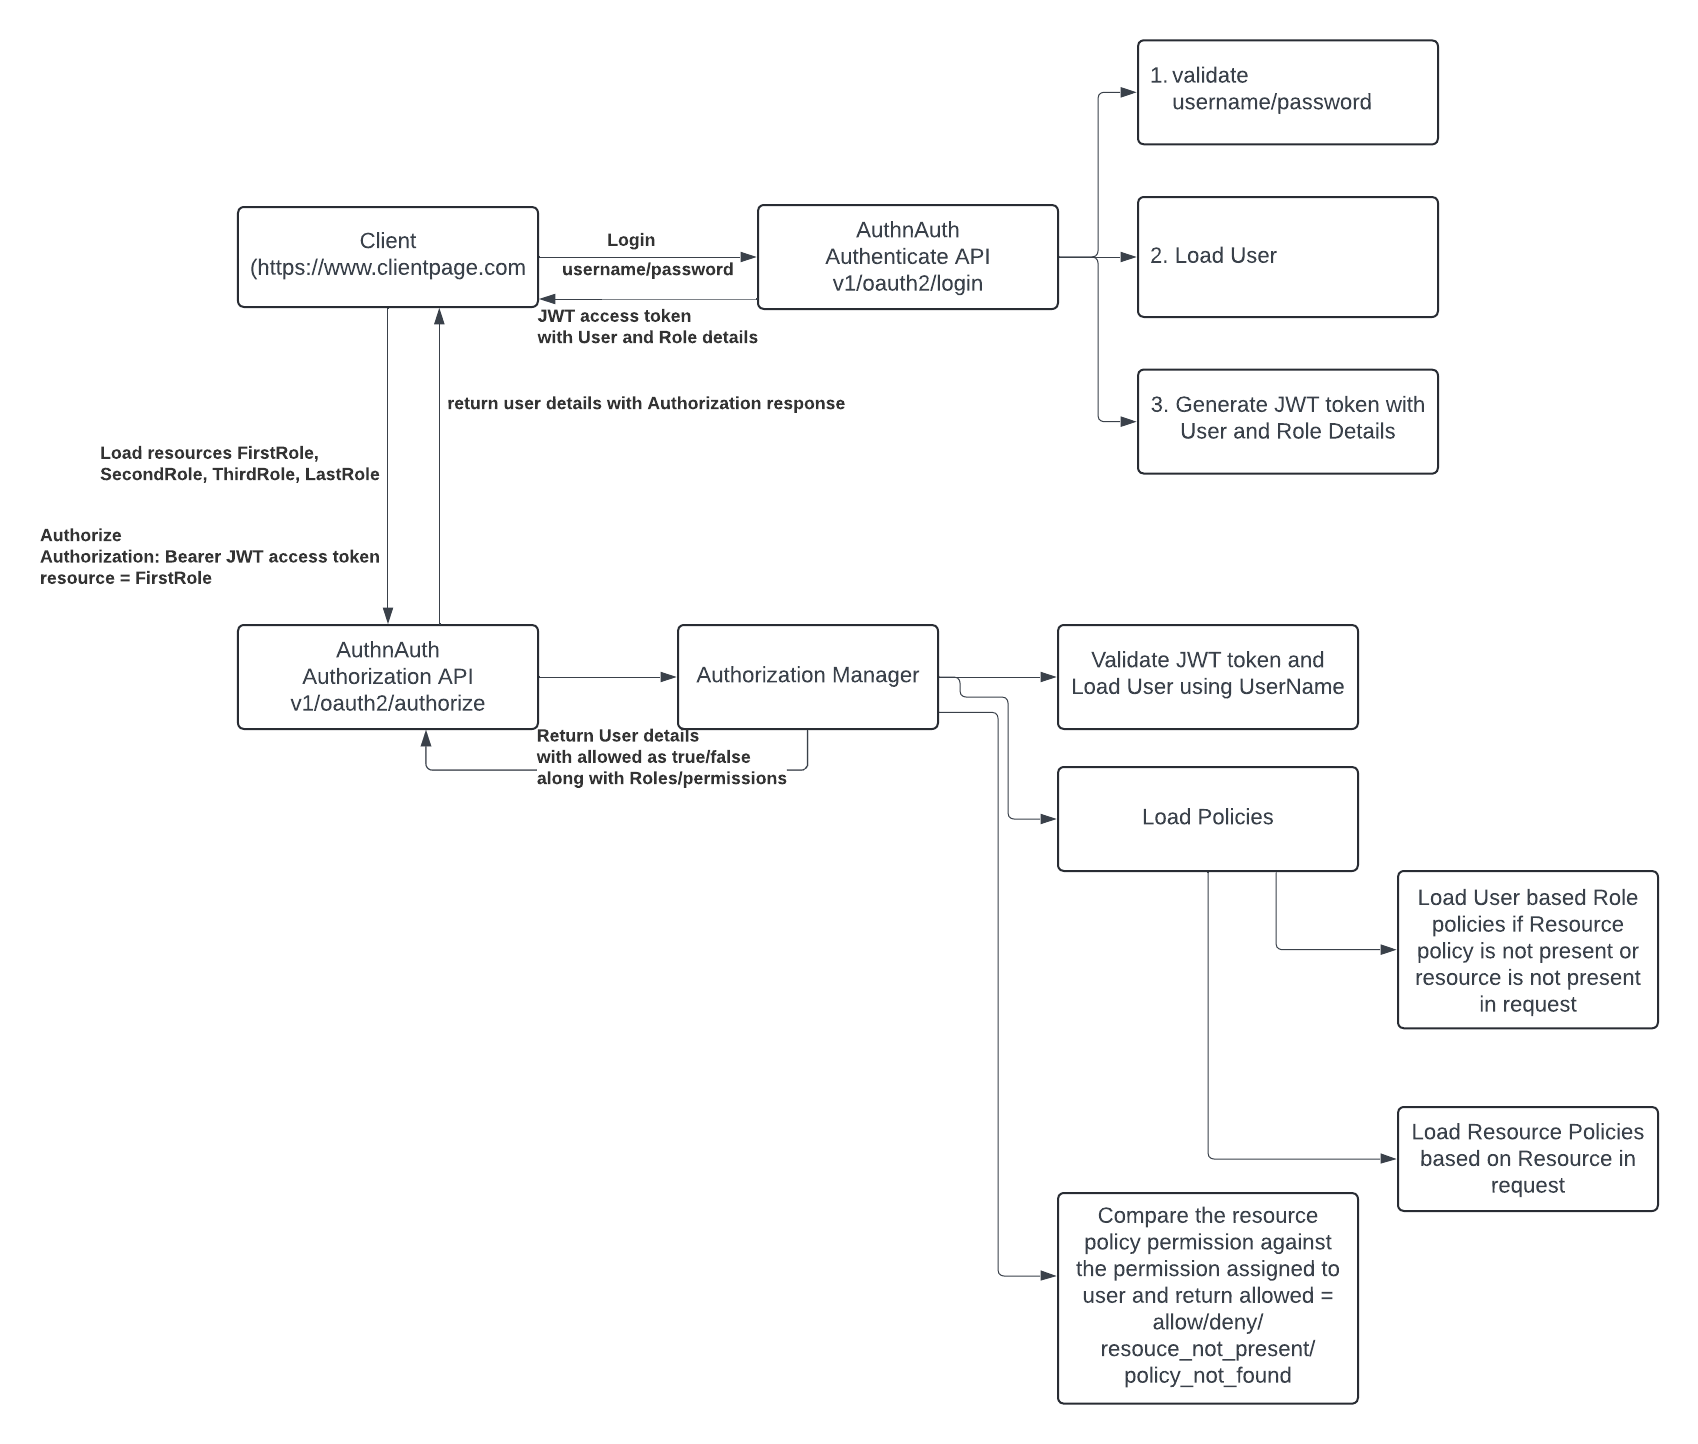 1. validate
username/password
Client
(https://www.clientpage.com
Login
username/password
AuthnAuth
Authenticate API
v1/oauth2/login
2. Load User
JWT access token
with User and Role details
return user details with Authorization response
3. Generate JWT token with
User and Role Details
Load resources FirstRole,
SecondRole, ThirdRole, LastRole
Authorize
Authorization: Bearer JWT access token
resource = FirstRole
AuthnAuth
Authorization API
v1/oauth2/authorize
Authorization Manager
Validate JWT token and
Load User using UserName
Return User details
with allowed as true/false
along with Roles/permissions
Load Policies
Load User based Role
policies if Resource
policy is not present or
resource is not present
in request
Load Resource Policies
based on Resource in
request
Compare the resource
policy permission against
the permission assigned to
user and return allowed =
allow/deny/
resouce_not_present/
policy_not_found